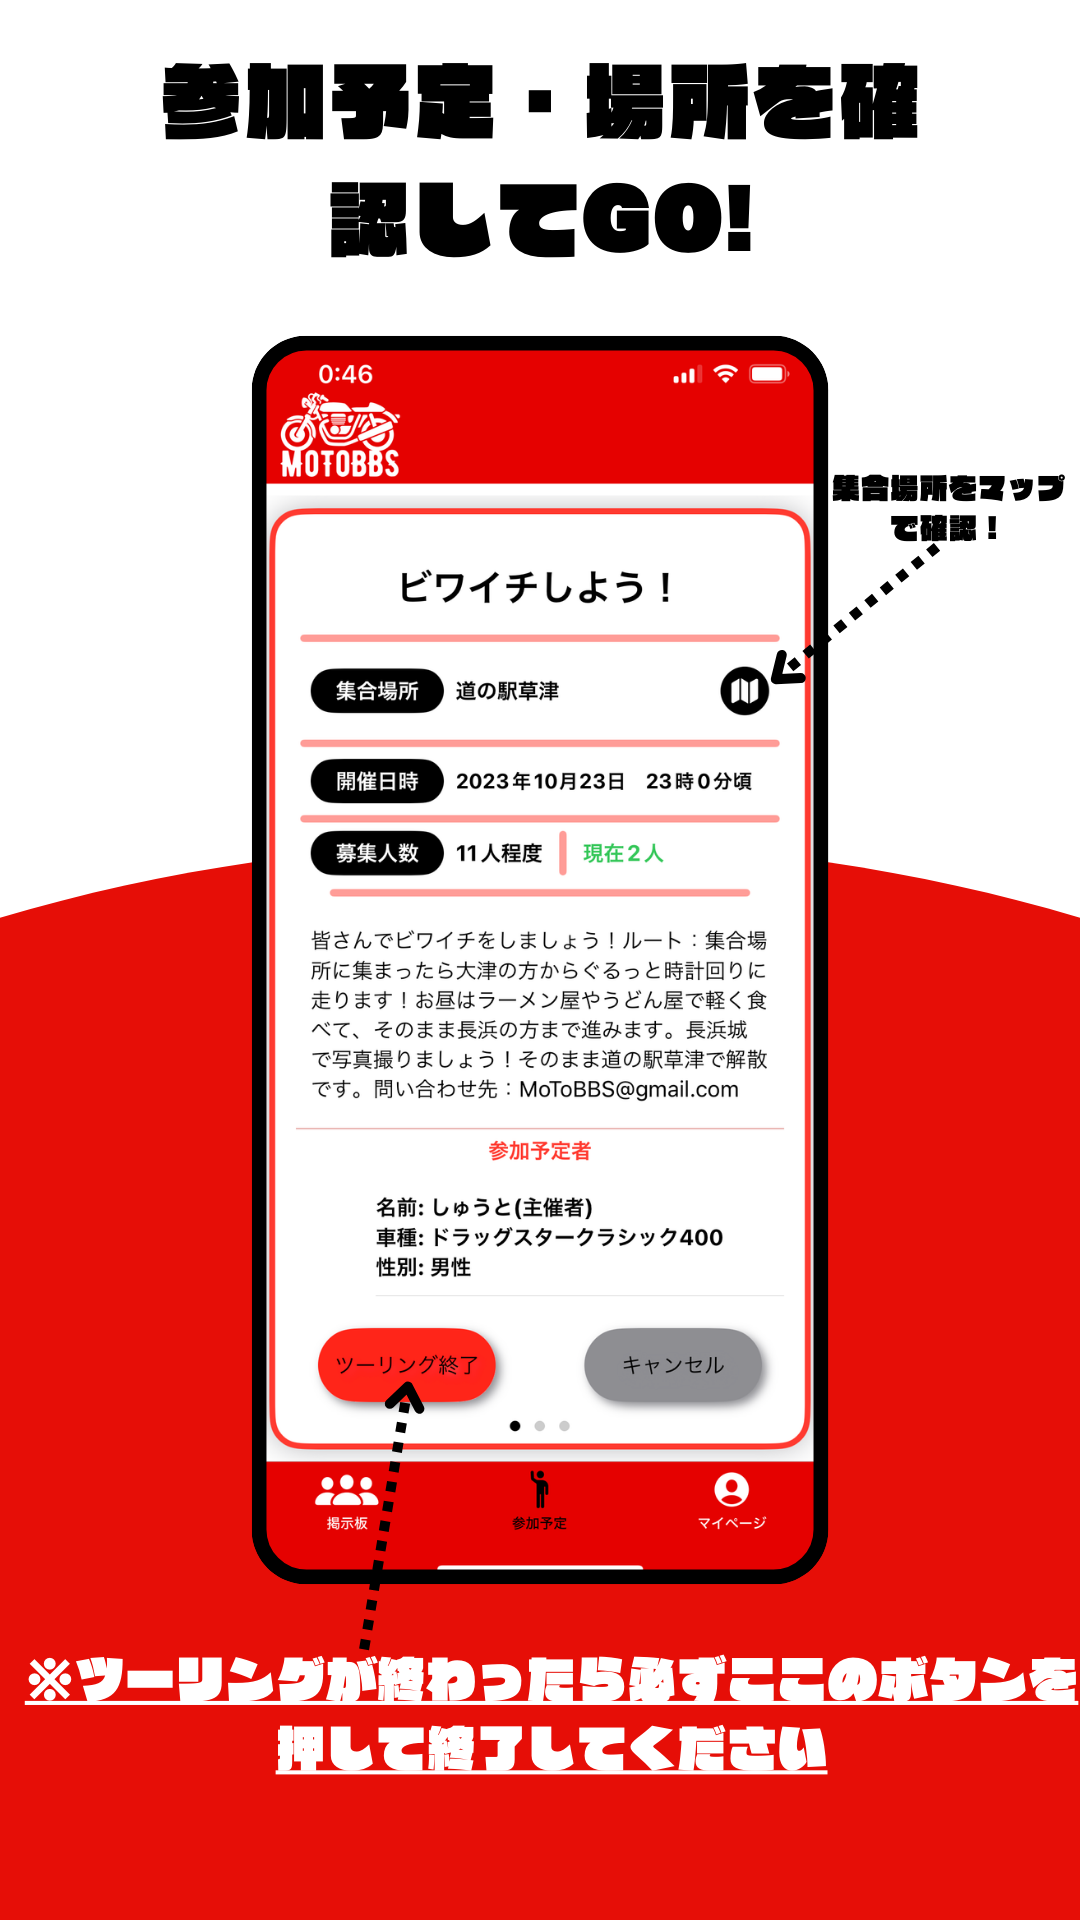 参加予定・場所を確
認してGO!
0:46
MOTOBBS
集合場所をマップ
で確認！
ビワイチしよう！
集合場所 道の駅草津
開催日時 2023年10月23日 23時0分頃
募集人数 11人程度 現在2人
皆さんでビワイチをしましょう！ルート：集合場
所に集まったら大津の方からぐるっと時計回りに
走ります！お昼はラーメン屋やうどん屋で軽く食
べて、そのまま長浜の方まで進みます。長浜城
で写真撮りましょう！そのまま道の駅草津で解散
です。問い合わせ先：MoToBBS@gmail.com
参加予定者
名前: しゅうと(主催者)
車種: ドラッグスタークラシック400
性別: 男性
ツーリング終了 キャンセル
掲示板 参加予定 マイページ
※ツーリングが終わったら必ずここのボタンを
押して終了してください